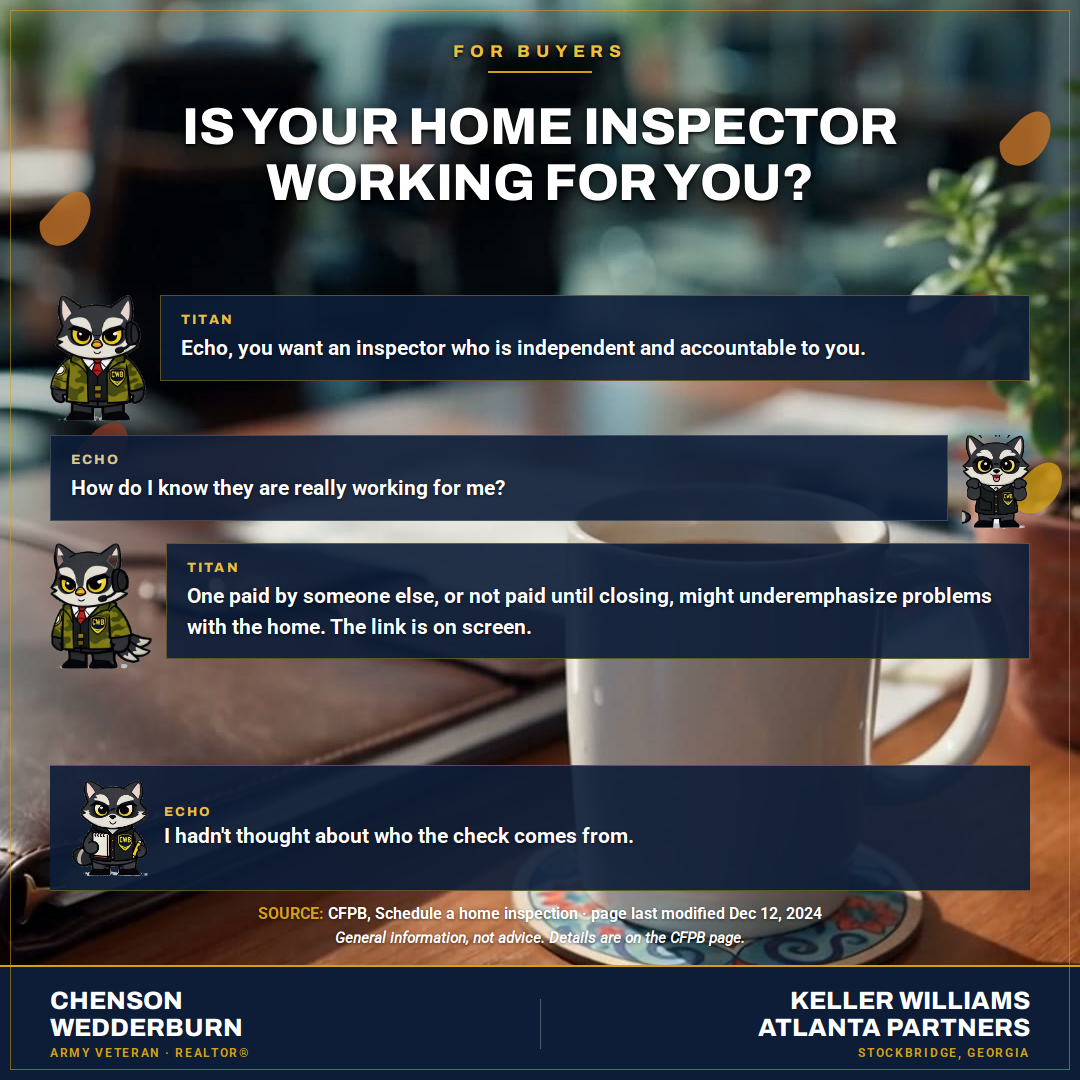 FOR BUYERS
IS YOUR HOME INSPECTOR
WORKING FOR YOU?
TITAN
Echo, you want an inspector who is independent and accountable to you.
CWB
ECHO
How do I know they are really working for me?
CWB
TITAN
One paid by someone else, or not paid until closing, might underemphasize problems
with the home. The link is on screen.
CWB
ECHO
I hadn't thought about who the check comes from.
CWB
SOURCE: CFPB, Schedule a home inspection · page last modified Dec 12, 2024
General information, not advice. Details are on the CFPB page.
CHENSON
WEDDERBURN
ARMY VETERAN · REALTOR®
KELLER WILLIAMS
ATLANTA PARTNERS
STOCKBRIDGE, GEORGIA